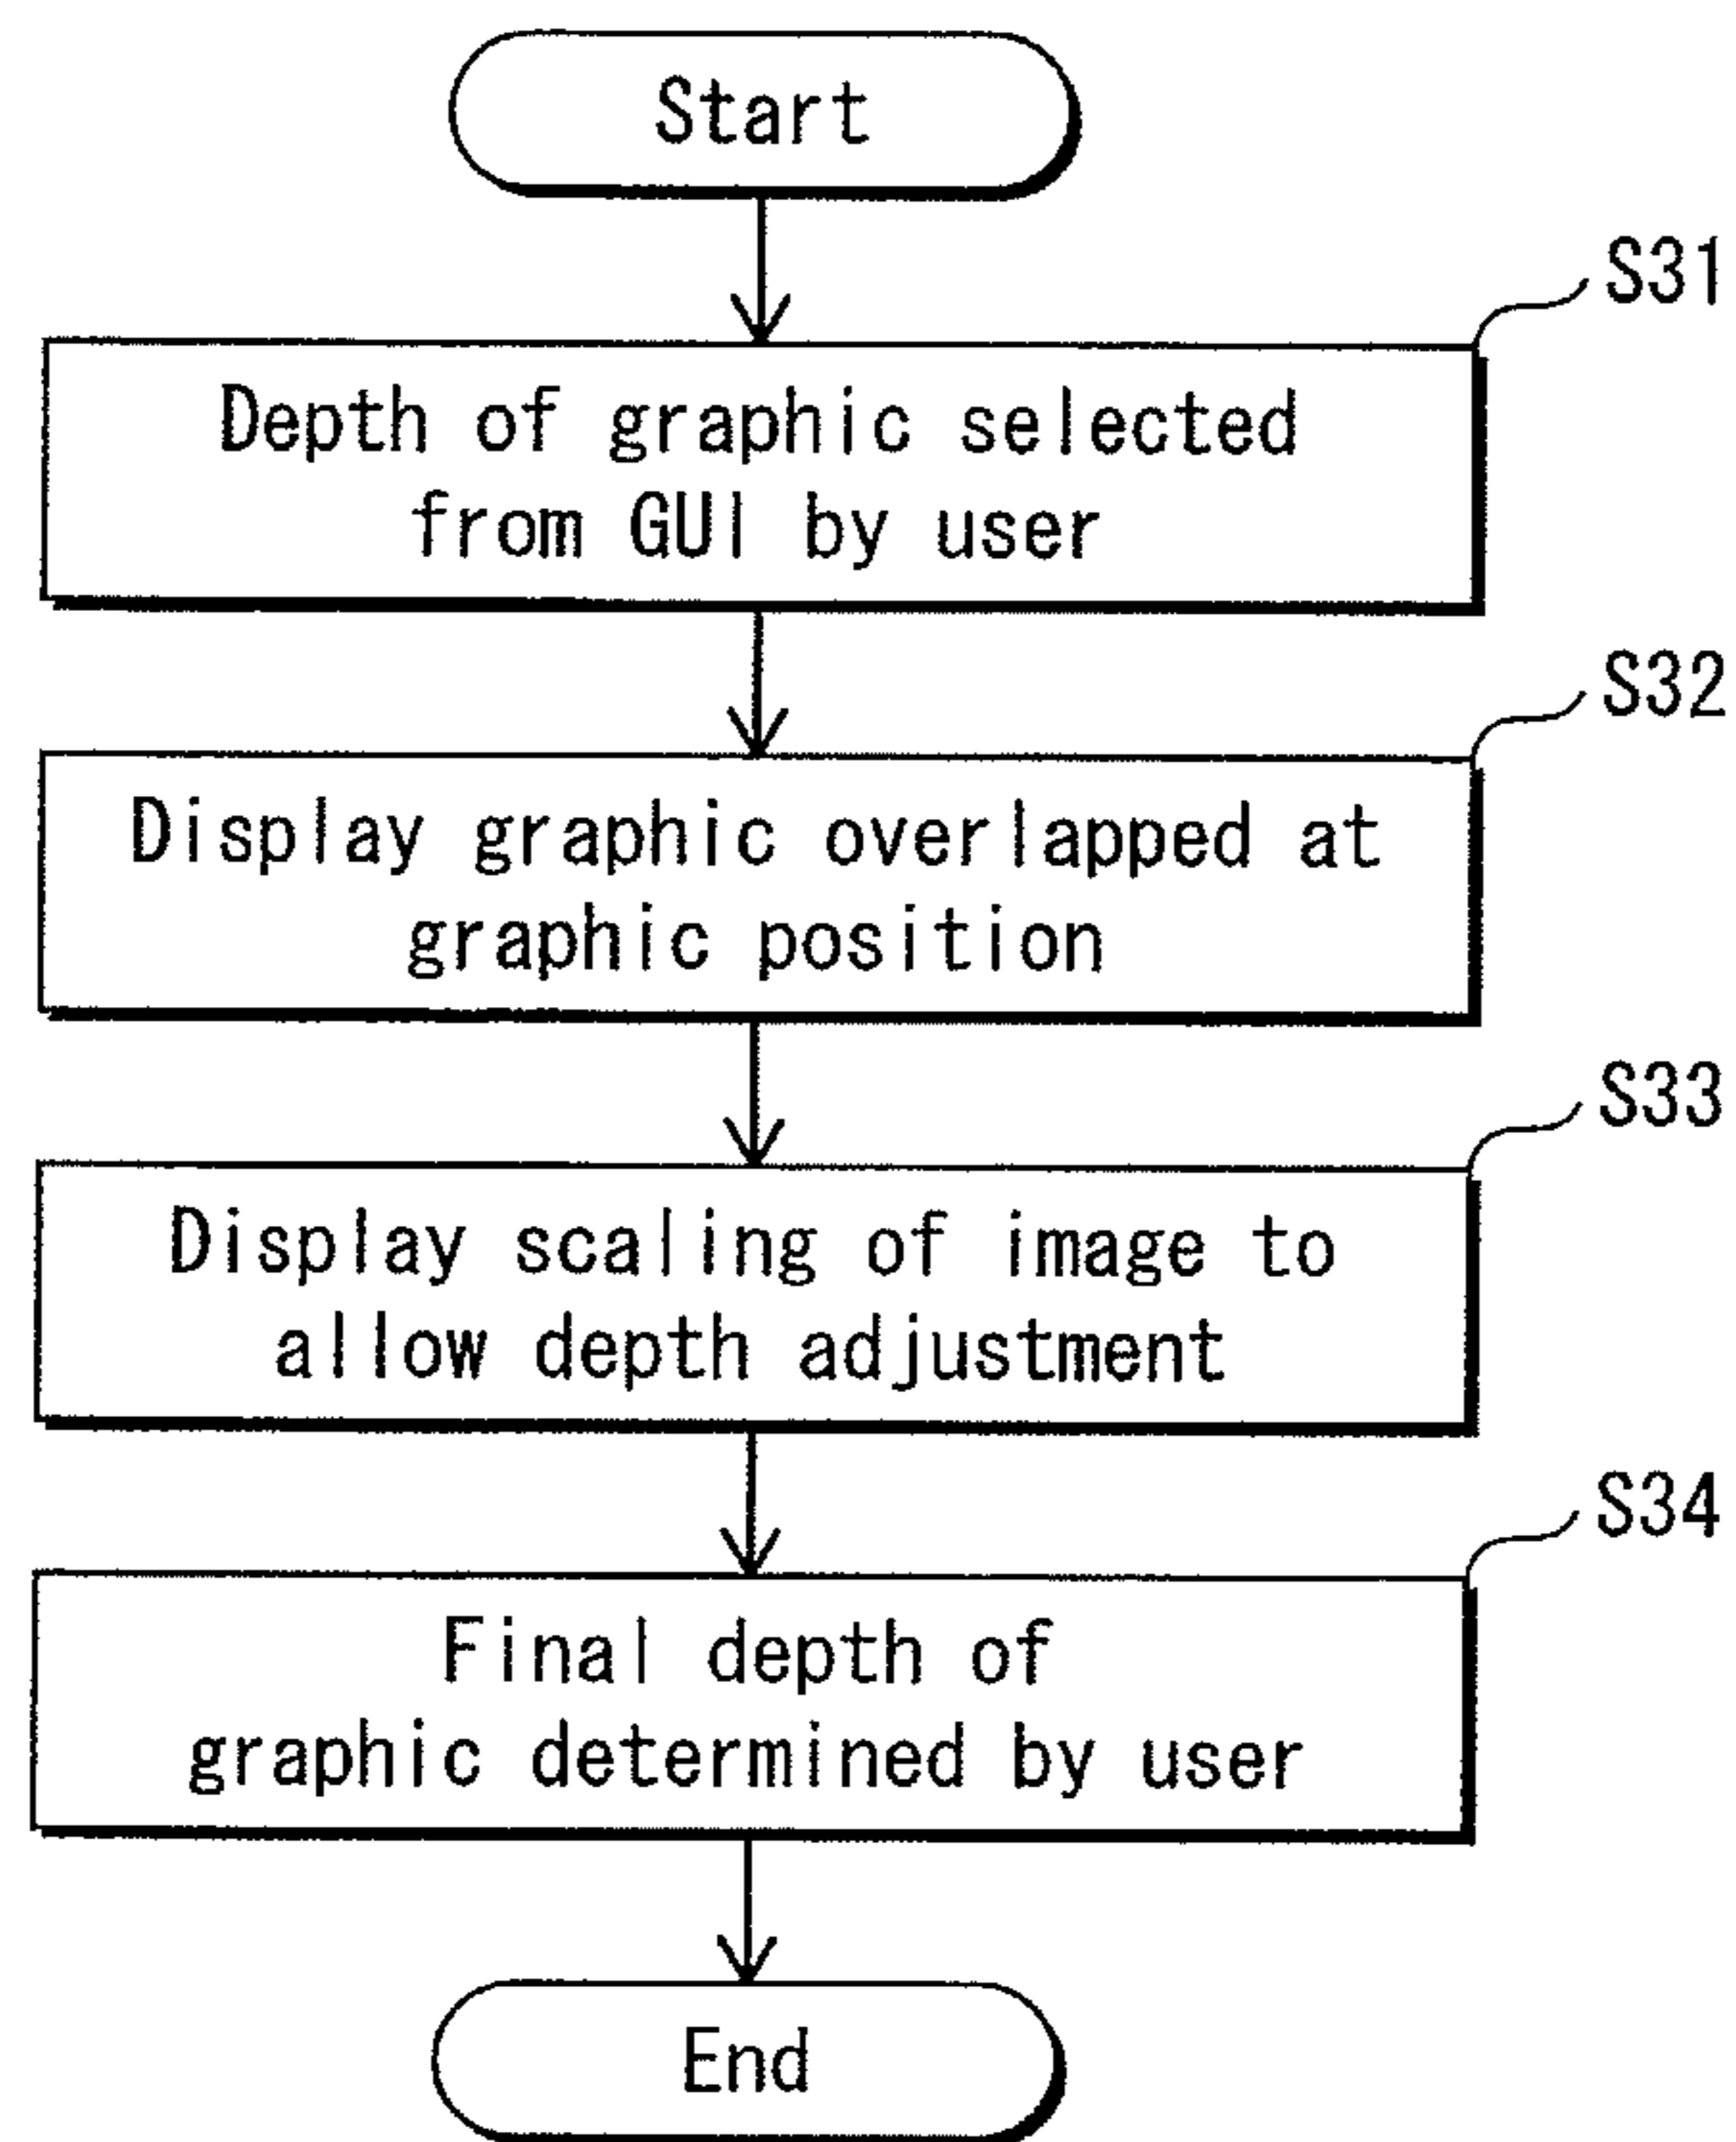 Start
S31
Depth of graphic selected
from GUI by user
S32
Display graphic overlapped at
graphic position
S33
Display scaling of image to
allow depth adjustment
S34
Final depth of
graphic determined by user
End